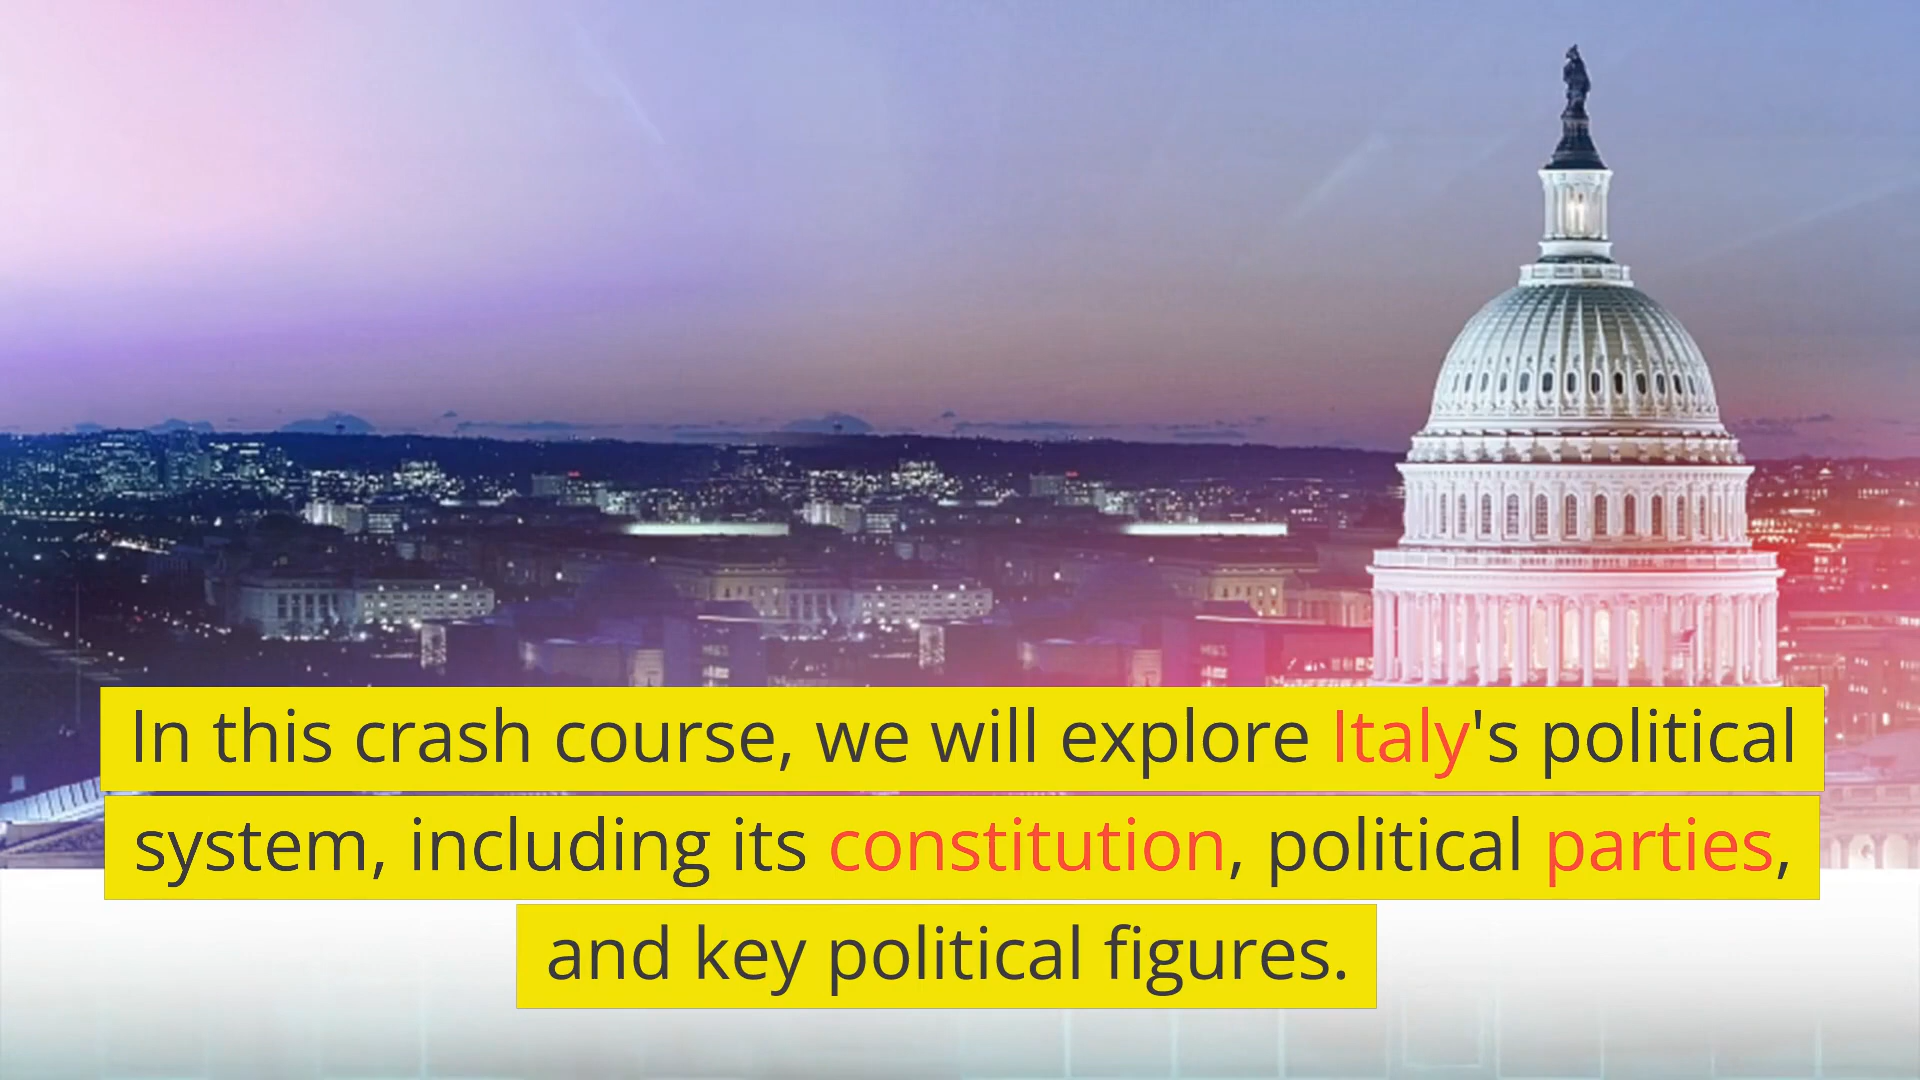 In this crash course, we will explore Italy's political
system, including its constitution, political parties,
and key political figures.